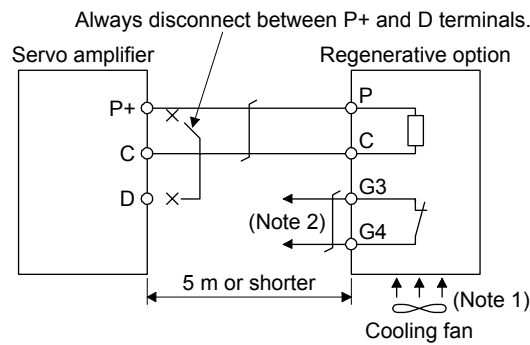 Always disconnect between P+ and D terminals.
Servo amplifier
Regenerative option
P+
P
C
C
D
G3
(Note 2)
G4
5 m or shorter
(Note 1)
Cooling fan